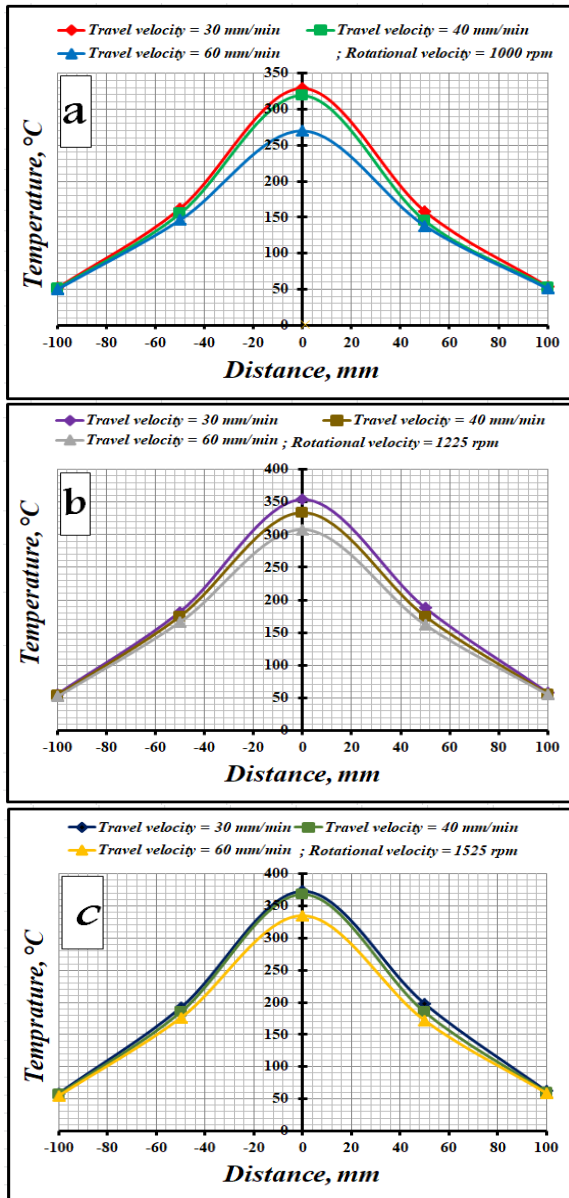 Travel velocity = 30 mm/min Travel velocity = 40 mm/min
Travel velocity = 60 mm/min ; Rotational velocity = 1000 rpm
a
Temperature, °C
350
300
250
200
150
100
50
0
-100 -80 -60 -40 -20 0 20 40 60 80 100
Distance, mm
Travel velocity = 30 mm/min Travel velocity = 40 mm/min
Travel velocity = 60 mm/min ; Rotational velocity = 1225 rpm
b
Temperature, °C
400
350
300
250
200
150
100
50
0
-100 -80 -60 -40 -20 0 20 40 60 80 100
Distance, mm
Travel velocity = 30 mm/min Travel velocity = 40 mm/min
Travel velocity = 60 mm/min ; Rotational velocity = 1525 rpm
c
Temprature, °C
400
350
300
250
200
150
100
50
0
-100 -80 -60 -40 -20 0 20 40 60 80 100
Distance, mm